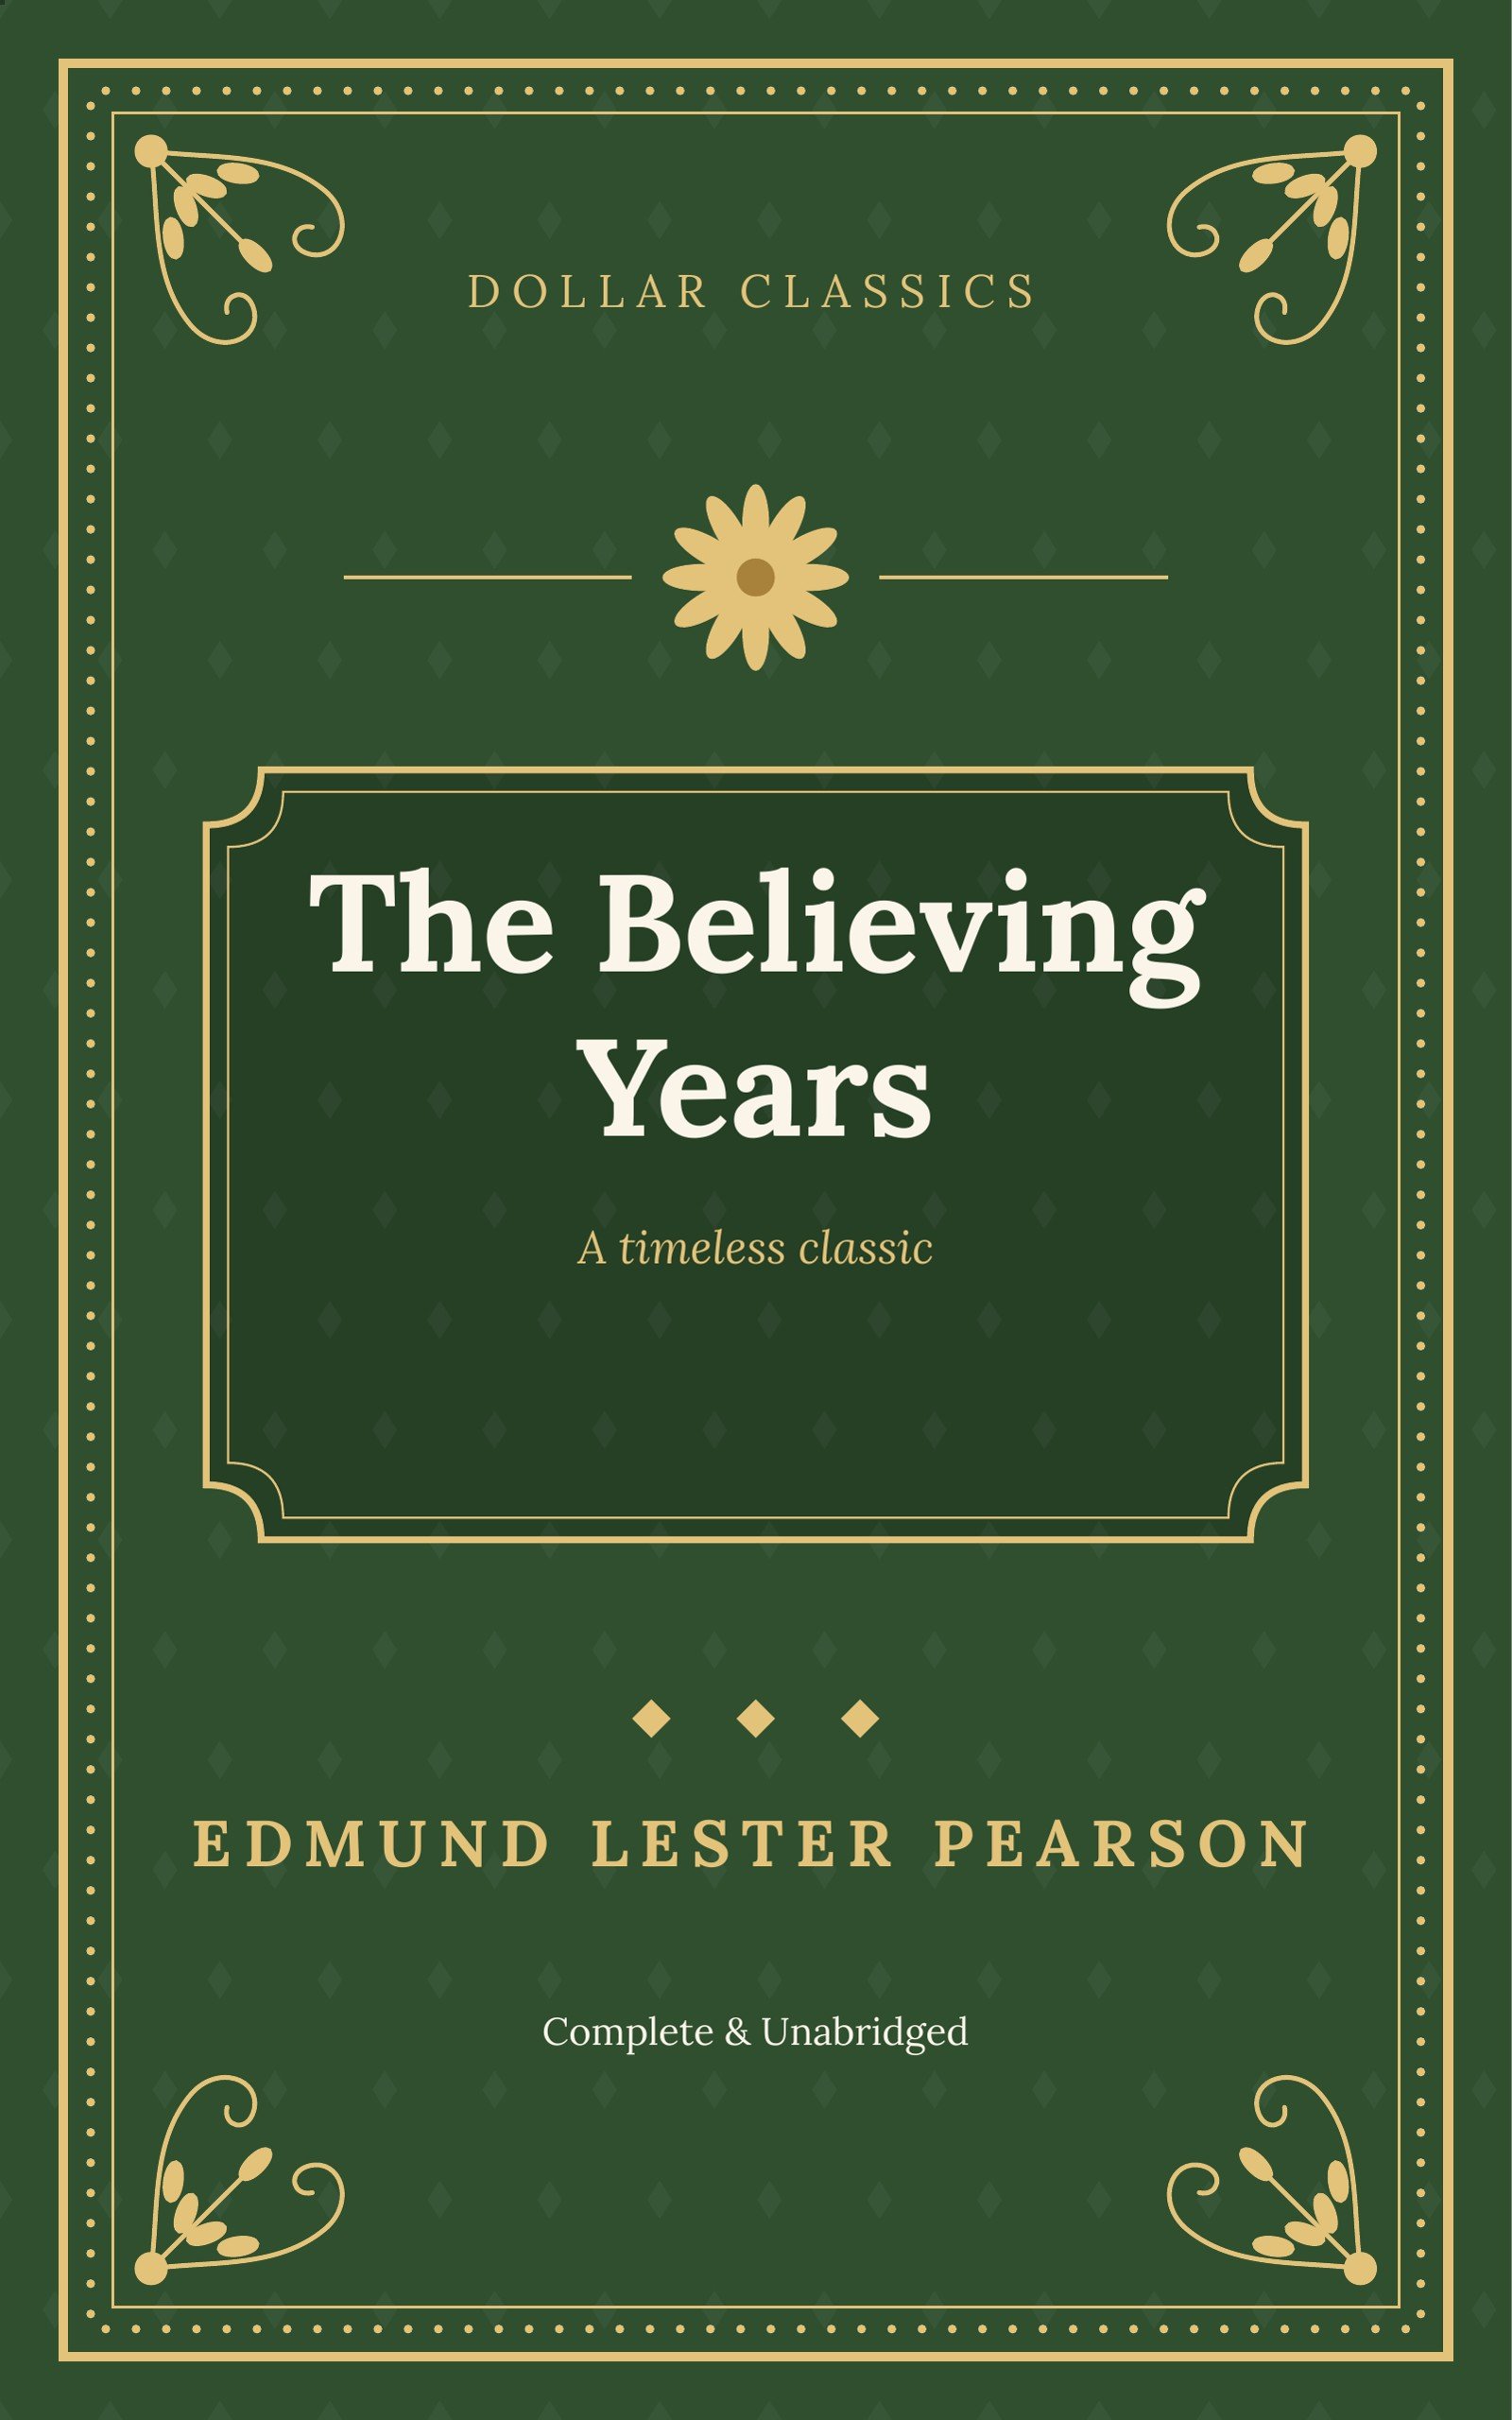 DOLLAR CLASSICS
The Believing
Years
A timeless classic
EDMUND LESTER PEARSON
Complete & Unabridged